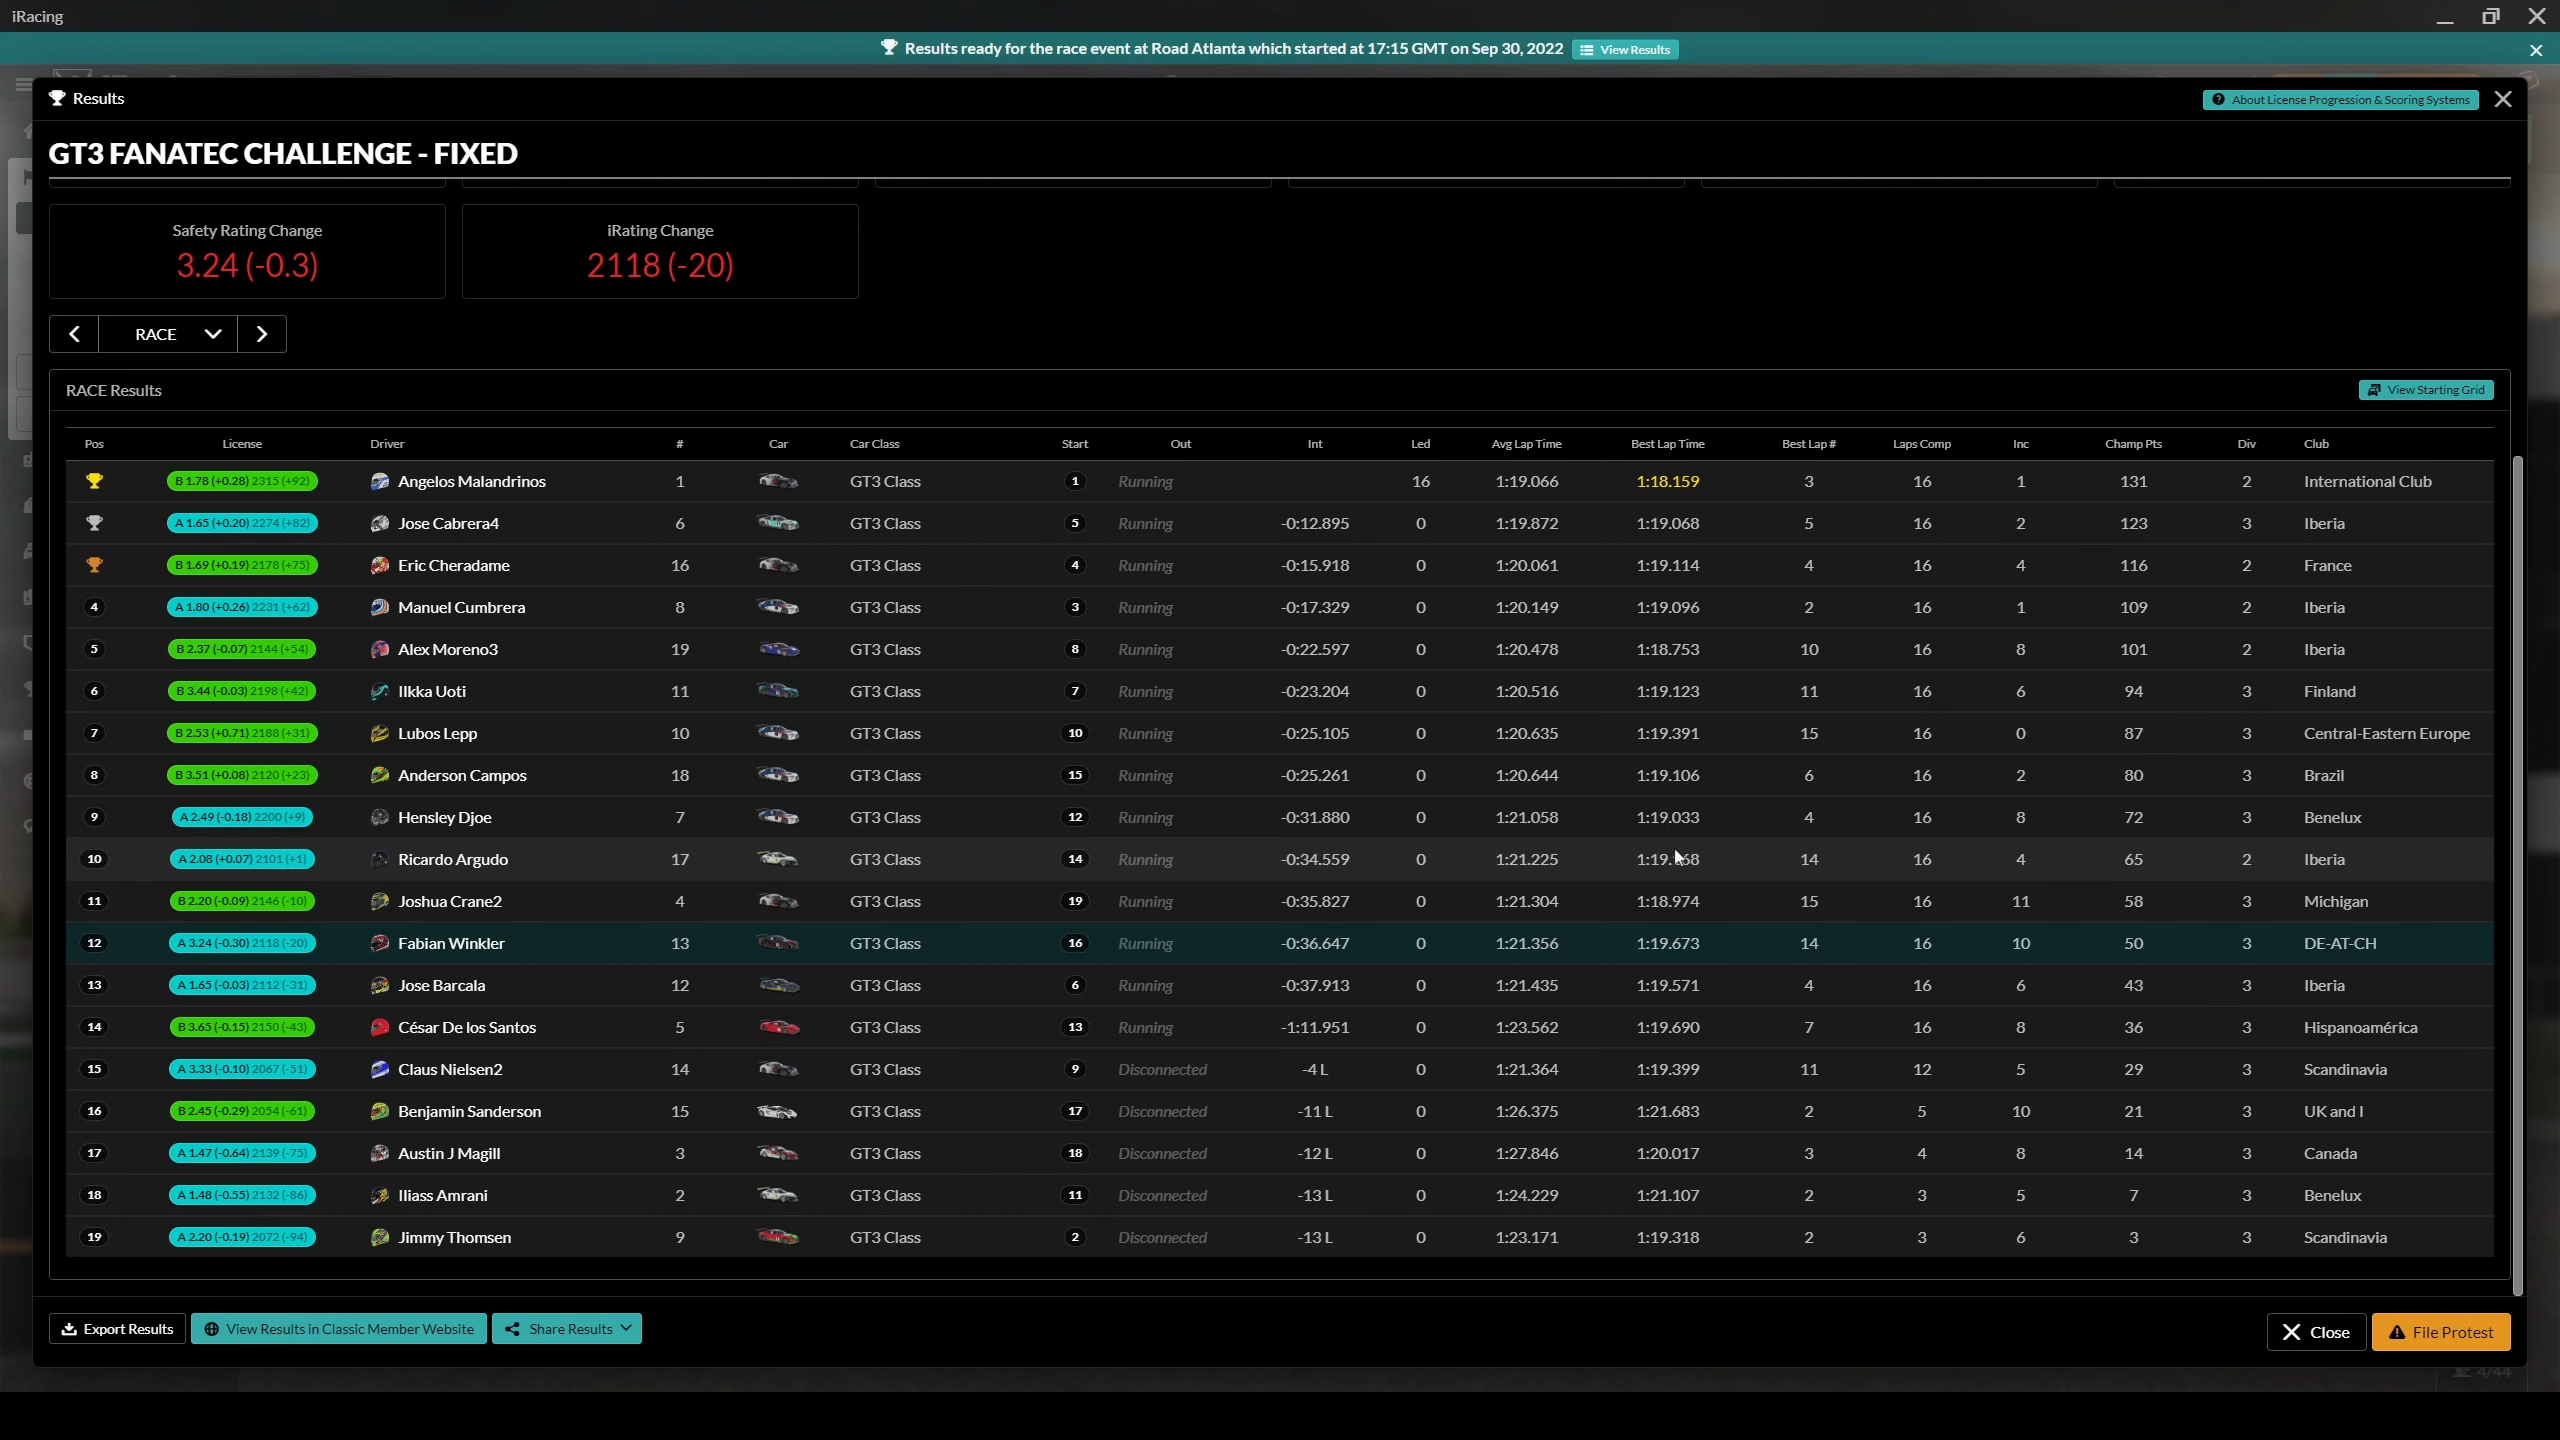 iRacing
Results ready for the race event at Road Atlanta which started at 17:15 GMT on Sep 30, 2022 View Results
Results About License Progression & Scoring Systems
GT3 FANATEC CHALLENGE - FIXED
Safety Rating Change iRating Change
3.24 (-0.3) 2118 (-20)
RACE
RACE Results View Starting Grid
Pos License Driver # Car Car Class Start Out Int Led Avg Lap Time Best Lap Time Best Lap # Laps Comp Inc Champ Pts Div Club
B 1.78 (+0.28) 2315 (+92) Angelos Malandrinos 1 GT3 Class 1 Running 16 1:19.066 1:18.159 3 16 1 131 2 International Club
A 1.65 (+0.20) 2274 (+82) Jose Cabrera4 6 GT3 Class 5 Running -0:12.895 0 1:19.872 1:19.068 5 16 2 123 3 Iberia
B 1.69 (+0.19) 2178 (+75) Eric Cheradame 16 GT3 Class 4 Running -0:15.918 0 1:20.061 1:19.114 4 16 4 116 2 France
4 A 1.80 (+0.26) 2231 (+62) Manuel Cumbrera 8 GT3 Class 3 Running -0:17.329 0 1:20.149 1:19.096 2 16 1 109 2 Iberia
5 B 2.37 (-0.07) 2144 (+54) Alex Moreno3 19 GT3 Class 8 Running -0:22.597 0 1:20.478 1:18.753 10 16 8 101 2 Iberia
6 B 3.44 (-0.03) 2198 (+42) Ilkka Uoti 11 GT3 Class 7 Running -0:23.204 0 1:20.516 1:19.123 11 16 6 94 3 Finland
7 B 2.53 (+0.71) 2188 (+31) Lubos Lepp 10 GT3 Class 10 Running -0:25.105 0 1:20.635 1:19.391 15 16 0 87 3 Central-Eastern Europe
8 B 3.51 (+0.08) 2120 (+23) Anderson Campos 18 GT3 Class 15 Running -0:25.261 0 1:20.644 1:19.106 6 16 2 80 3 Brazil
9 A 2.49 (-0.18) 2200 (+9) Hensley Djoe 7 GT3 Class 12 Running -0:31.880 0 1:21.058 1:19.033 4 16 8 72 3 Benelux
10 A 2.08 (+0.07) 2101 (+1) Ricardo Argudo 17 GT3 Class 14 Running -0:34.559 0 1:21.225 14 16 4 65 2 Iberia
11 B 2.20 (-0.09) 2146 (-10) Joshua Crane2 4 GT3 Class 19 Running -0:35.827 0 1:21.304 1:18.974 15 16 11 58 3 Michigan
12 A 3.24 (-0.30) 2118 (-20) Fabian Winkler 13 GT3 Class 16 Running -0:36.647 0 1:21.356 1:19.673 14 16 10 50 3 DE-AT-CH
13 A 1.65 (-0.03) 2112 (-31) Jose Barcala 12 GT3 Class 6 Running -0:37.913 0 1:21.435 1:19.571 4 16 6 43 3 Iberia
14 B 3.65 (-0.15) 2150 (-43) César De los Santos 5 GT3 Class 13 Running -1:11.951 0 1:23.562 1:19.690 7 16 8 36 3 Hispanoamérica
15 A 3.33 (-0.10) 2067 (-51) Claus Nielsen2 14 GT3 Class 9 Disconnected -4 L 0 1:21.364 1:19.399 11 12 5 29 3 Scandinavia
16 B 2.45 (-0.29) 2054 (-61) Benjamin Sanderson 15 GT3 Class 17 Disconnected -11 L 0 1:26.375 1:21.683 2 5 10 21 3 UK and I
17 A 1.47 (-0.64) 2139 (-75) Austin J Magill 3 GT3 Class 18 Disconnected -12 L 0 1:27.846 1:20.017 3 4 8 14 3 Canada
18 A 1.48 (-0.55) 2132 (-86) Iliass Amrani 2 GT3 Class 11 Disconnected -13 L 0 1:24.229 1:21.107 2 3 5 7 3 Benelux
19 A 2.20 (-0.19) 2072 (-94) Jimmy Thomsen 9 GT3 Class 2 Disconnected -13 L 0 1:23.171 1:19.318 2 3 6 3 3 Scandinavia
Export Results View Results in Classic Member Website Share Results Close File Protest
4/44